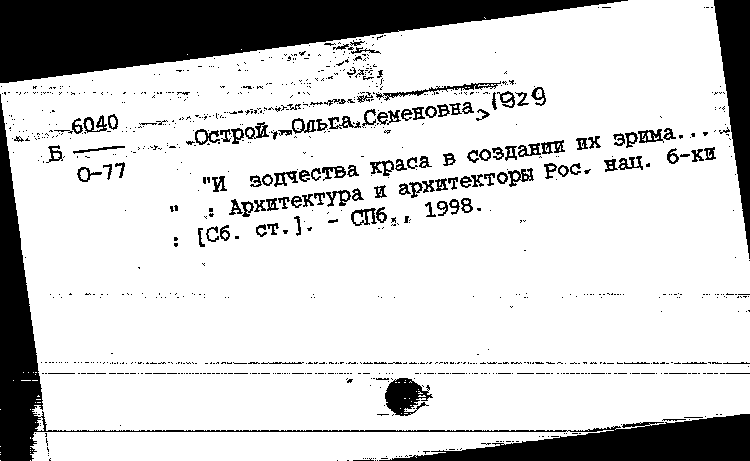 6040
Б
О-77
Острой, Ольга Семеновна, 1929
"И зодчества краса в создании их зрима...
" : Архитектура и архитекторы Рос. нац. б-ки
: [Сб. ст.]. - СПб., 1998.